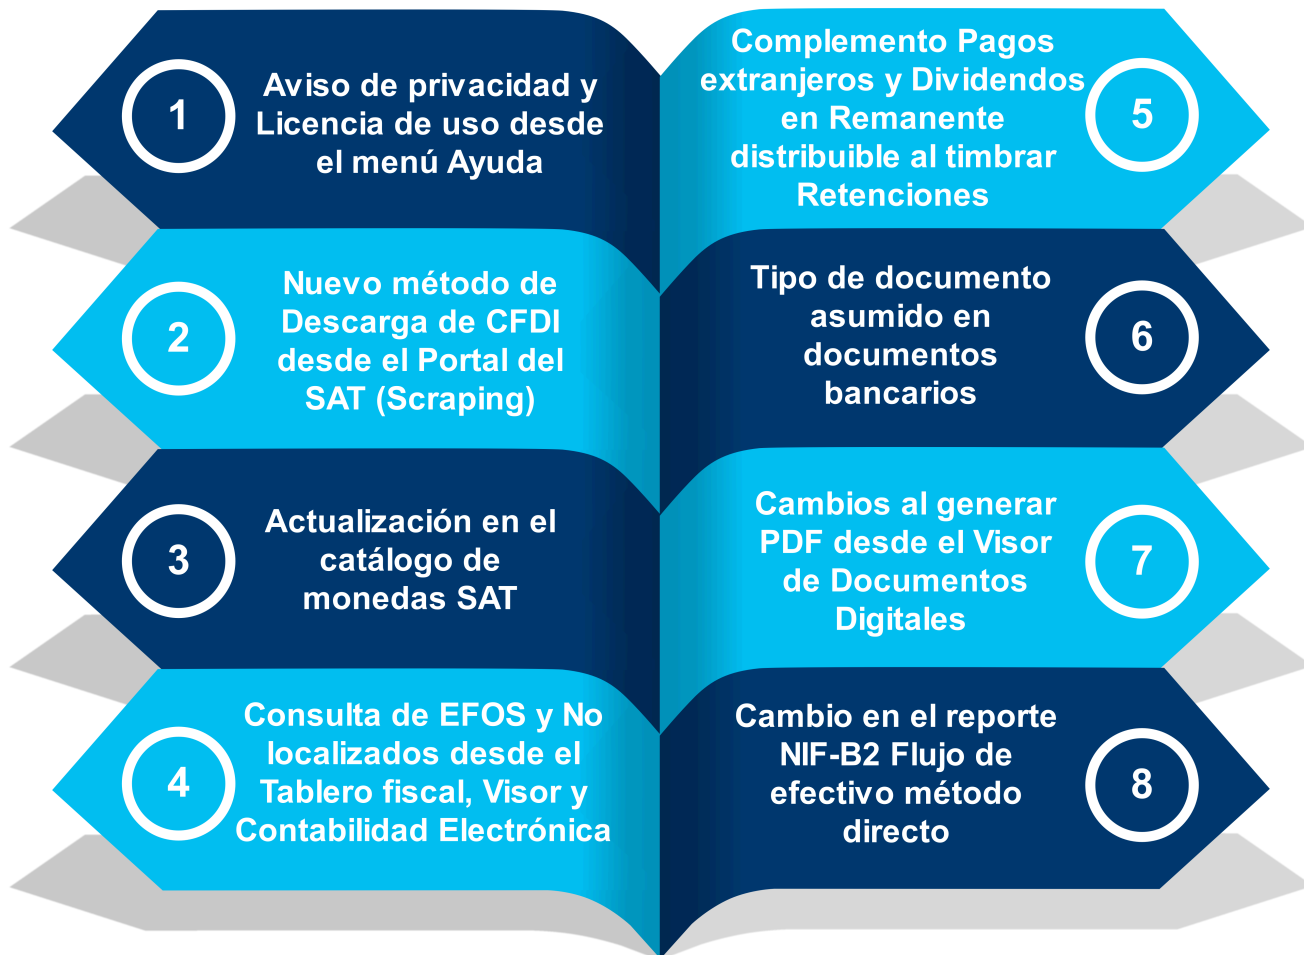 1
Aviso de privacidad y
Licencia de uso desde
el menú Ayuda
2
Nuevo método de
Descarga de CFDI
desde el Portal del
SAT (Scraping)
3
Actualización en el
catálogo de
monedas SAT
4
Consulta de EFOS y No
localizados desde el
Tablero fiscal, Visor y
Contabilidad Electrónica
Complemento Pagos
extranjeros y Dividendos
en Remanente
distribuible al timbrar
Retenciones
5
Tipo de documento
asumido en
documentos
bancarios
6
Cambios al generar
PDF desde el Visor
de Documentos
Digitales
7
Cambio en el reporte
NIF-B2 Flujo de
efectivo método
directo
8